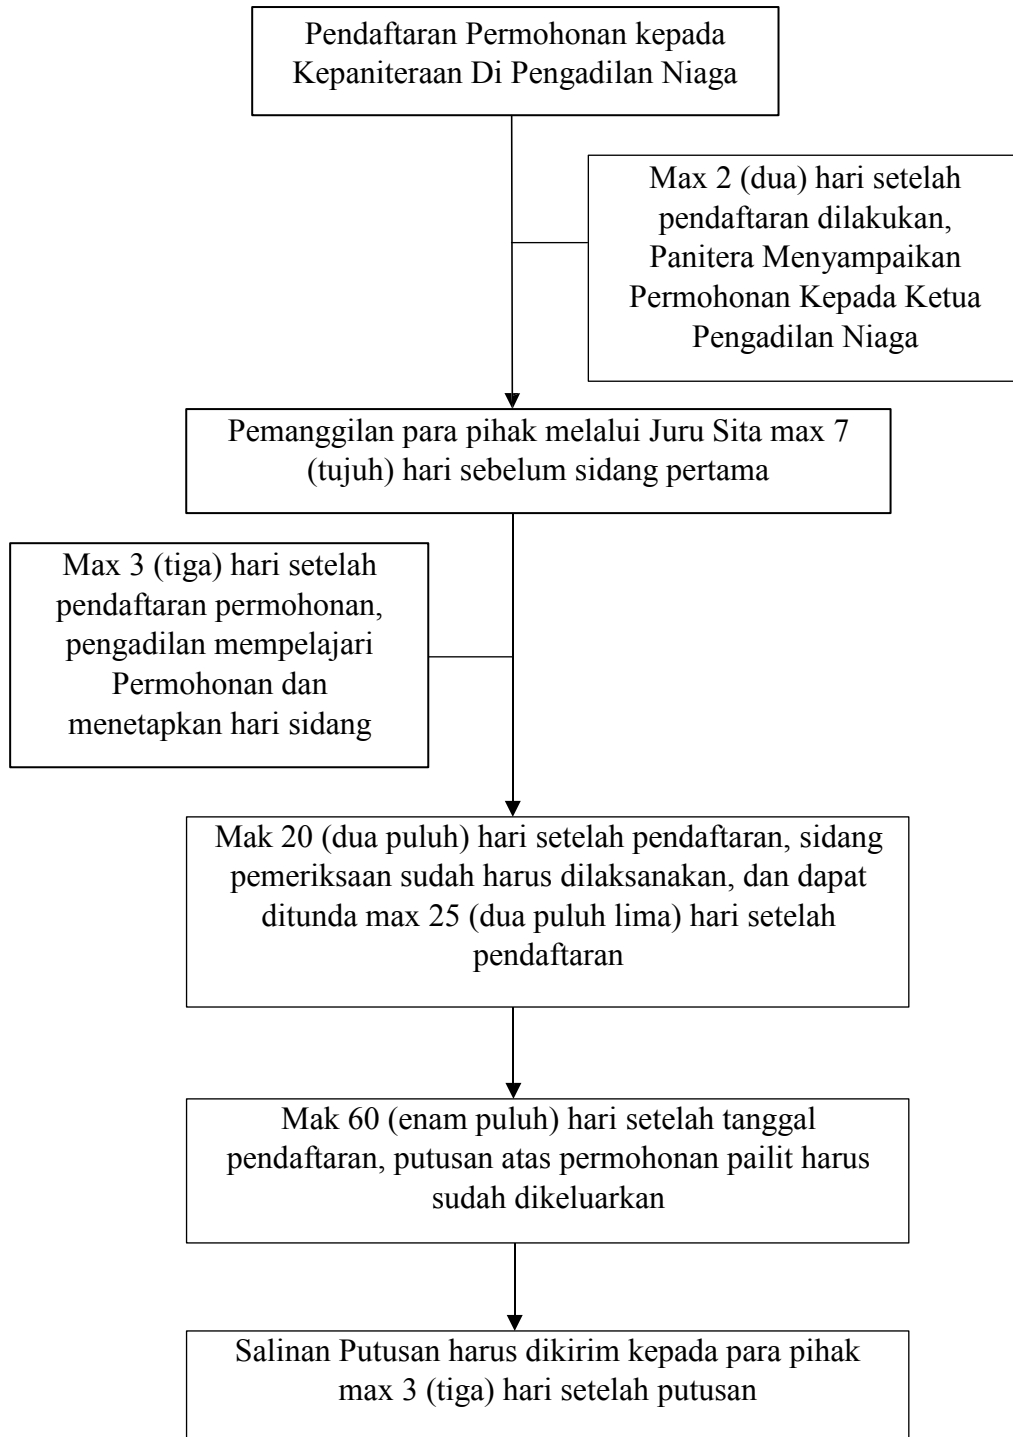 Pendaftaran Permohonan kepada
Kepaniteraan Di Pengadilan Niaga
Max 2 (dua) hari setelah
pendaftaran dilakukan,
Panitera Menyampaikan
Permohonan Kepada Ketua
Pengadilan Niaga
Pemanggilan para pihak melalui Juru Sita max 7
(tujuh) hari sebelum sidang pertama
Max 3 (tiga) hari setelah
pendaftaran permohonan,
pengadilan mempelajari
Permohonan dan
menetapkan hari sidang
Mak 20 (dua puluh) hari setelah pendaftaran, sidang
pemeriksaan sudah harus dilaksanakan, dan dapat
ditunda max 25 (dua puluh lima) hari setelah
pendaftaran
Mak 60 (enam puluh) hari setelah tanggal
pendaftaran, putusan atas permohonan pailit harus
sudah dikeluarkan
Salinan Putusan harus dikirim kepada para pihak
max 3 (tiga) hari setelah putusan